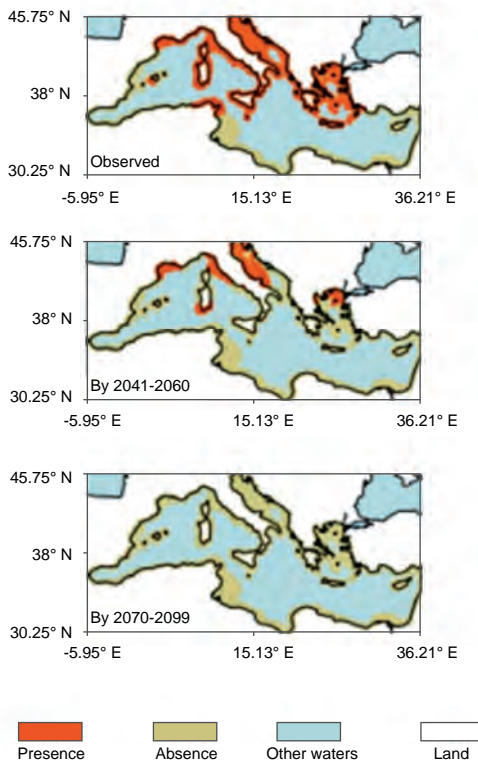 45.75° N
38° N
30.25° N
Observed
-5.95° E 15.13° E 36.21° E
45.75° N
38° N
30.25° N
By 2041-2060
-5.95° E 15.13° E 36.21° E
45.75° N
38° N
30.25° N
By 2070-2099
-5.95° E 15.13° E 36.21° E
Presence Absence Other waters Land